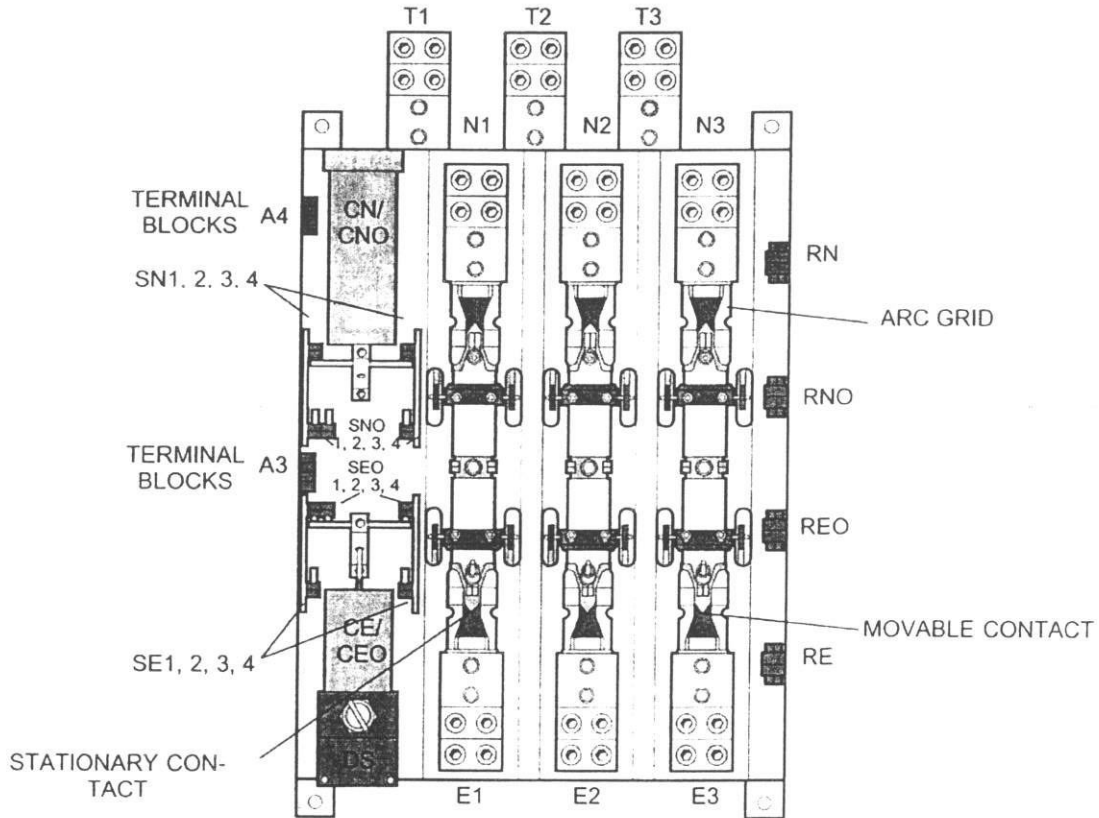 T1
T2
T3
N1
N2
N3
TERMINAL
BLOCKS
A4
CN/
CNO
RN
SN1, 2, 3, 4
ARC GRID
RNO
SNO
1, 2, 3, 4
TERMINAL
BLOCKS
A3
SEO
1, 2, 3, 4
REO
CE/
CEO
MOVABLE CONTACT
SE1, 2, 3, 4
RE
STATIONARY CON-
TACT
DS
E1
E2
E3